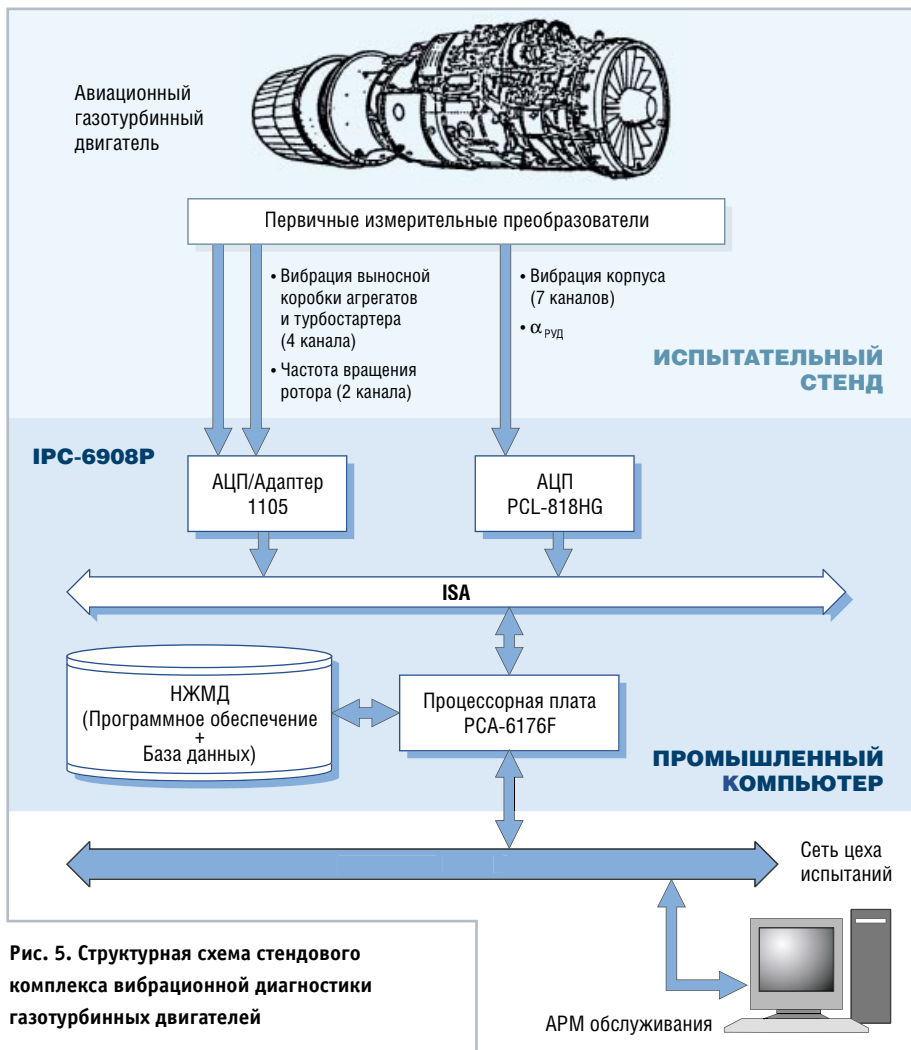 Авиационный
газотурбинный
двигатель
Первичные измерительные преобразователи
• Вибрация выносной
коробки агрегатов
и турбостартера
(4 канала)
• Частота вращения
ротора (2 канала)
• Вибрация корпуса
(7 каналов)
• α РУД
ИСПЫТАТЕЛЬНЫЙ
СТЕНД
IPC-6908P
АЦП/Адаптер
1105
АЦП
PCL-818HG
ISA
НЖМД
(Программное обеспечение
+
База данных)
Процессорная плата
PCA-6176F
ПРОМЫШЛЕННЫЙ
КОМПЬЮТЕР
Сеть цеха
испытаний
АРМ обслуживания
Рис. 5. Структурная схема стендового
комплекса вибрационной диагностики
газотурбинных двигателей